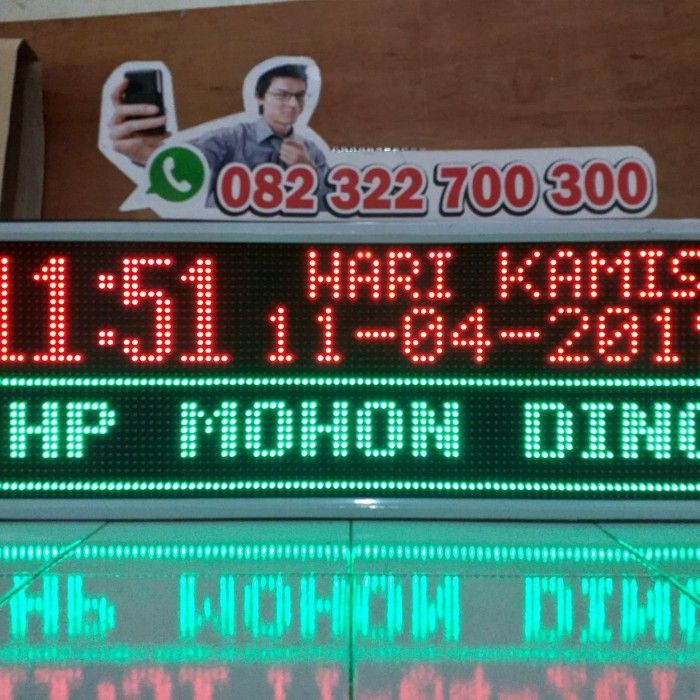 082 322 700 300
11:51 HARI KAMIS
11-04-201
HP MOHON DIN